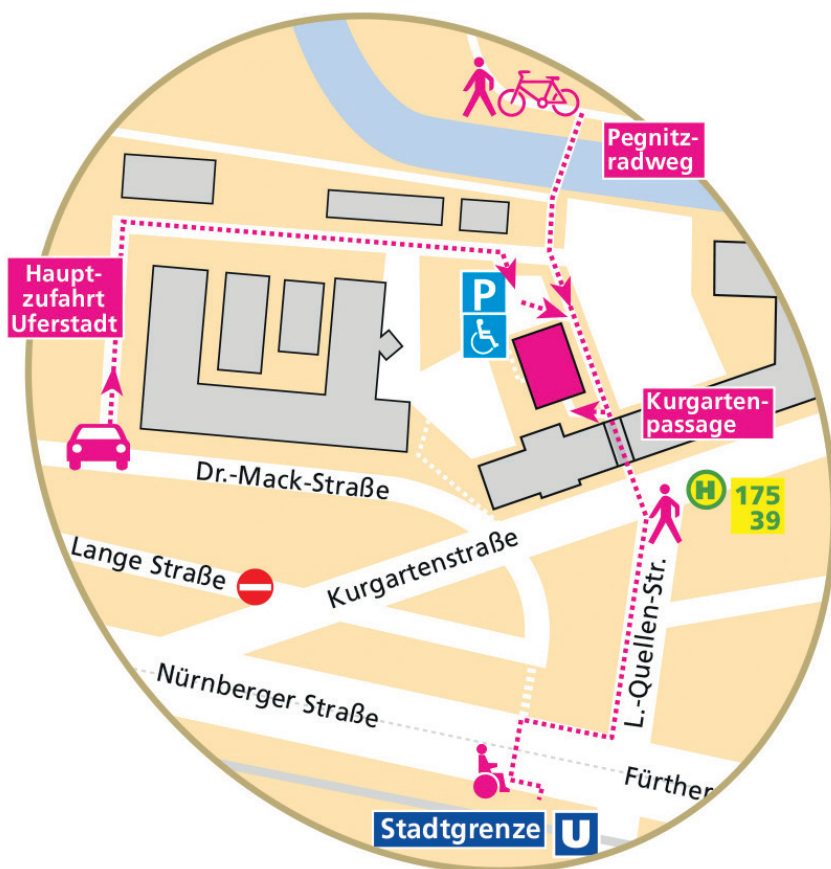 Pegnitz-
radweg
Haupt-
zufahrt
Uferstadt
P
Kurgarten-
passage
Dr.-Mack-Straße
H
175
39
Lange Straße
Kurgartenstraße
L.-Quellen-Str.
Nürnberger Straße
Fürther
Stadtgrenze U